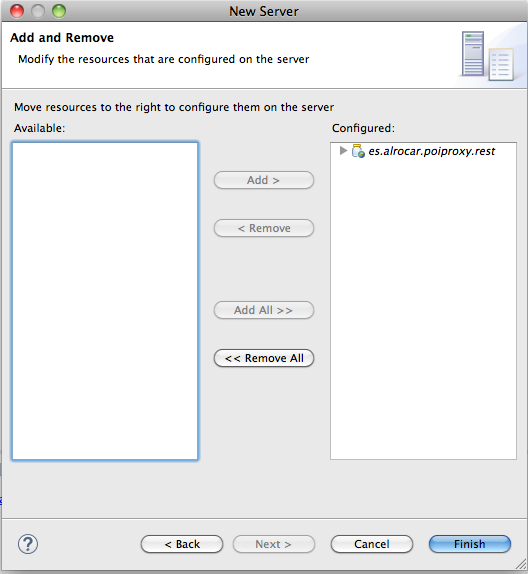 New Server
Add and Remove
Modify the resources that are configured on the server
Move resources to the right to configure them on the server
Available:
Configured:
es.alrocar.poiproxy.rest
Add >
< Remove
Add All >>
<< Remove All
?
< Back
Next >
Cancel
Finish